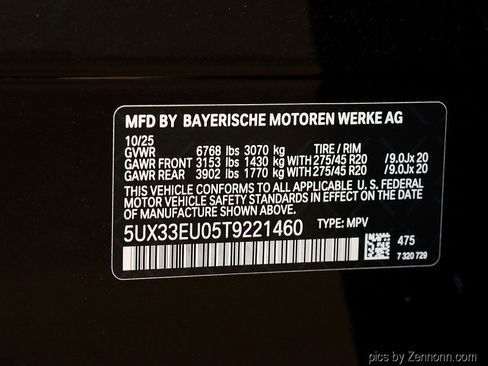 MFD BY BAYERISCHE MOTOREN WERKE AG
10/25
GVWR 6768 lbs 3070 kg TIRE / RIM
GAWR FRONT 3153 lbs 1430 kg WITH 275/45 R20 /9.0Jx 20
GAWR REAR 3902 lbs 1770 kg WITH 275/45 R20 /9.0Jx 20
THIS VEHICLE CONFORMS TO ALL APPLICABLE U. S. FEDERAL
MOTOR VEHICLE SAFETY STANDARDS IN EFFECT ON THE DATE
OF MANUFACTURE SHOWN ABOVE.
5UX33EU05T9221460 TYPE: MPV
475
7 320 729
pics by Zennonn.com